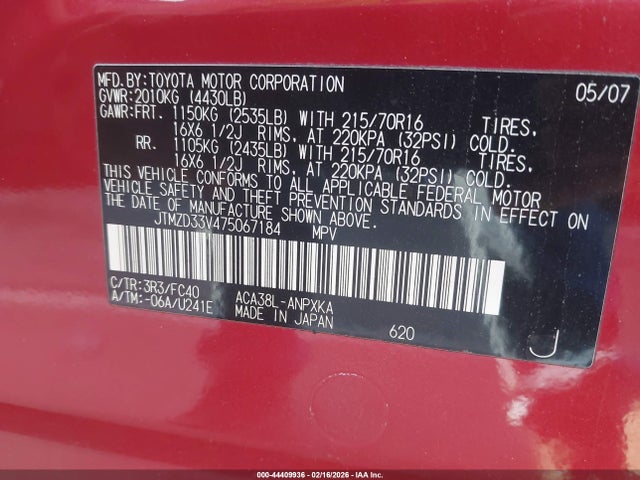 MFD.BY:TOYOTA MOTOR CORPORATION 05/07
GVWR:2010KG (4430LB)
GAWR:FRT. 1150KG (2535LB) WITH 215/70R16 TIRES,
16X6 1/2J RIMS, AT 220KPA (32PSI) COLD.
RR. 1105KG (2435LB) WITH 215/70R16 TIRES,
16X6 1/2J RIMS, AT 220KPA (32PSI) COLD.
THIS VEHICLE CONFORMS TO ALL APPLICABLE FEDERAL MOTOR
VEHICLE SAFETY AND THEFT PREVENTION STANDARDS IN EFFECT ON
THE DATE OF MANUFACTURE SHOWN ABOVE.
JTMZD33V475067184 MPV
C/TR:3R3/FC40 ACA38L-ANPXKA
A/TM:-06A/U241E MADE IN JAPAN 620 J
000-44409936 - 02/16/2026 - IAA Inc.